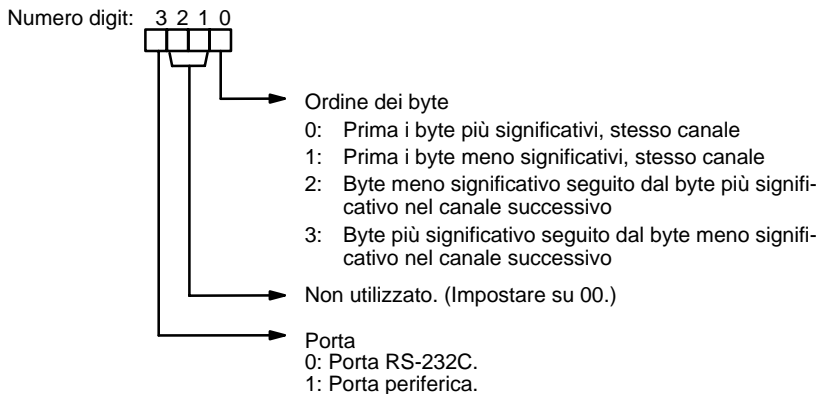 Numero digit: 3 2 1 0
Ordine dei byte
0: Prima i byte più significativi, stesso canale
1: Prima i byte meno significativi, stesso canale
2: Byte meno significativo seguito dal byte più signifi-
cativo nel canale successivo
3: Byte più significativo seguito dal byte meno signifi-
cativo nel canale successivo
Non utilizzato. (Impostare su 00.)
Porta
0: Porta RS-232C.
1: Porta periferica.